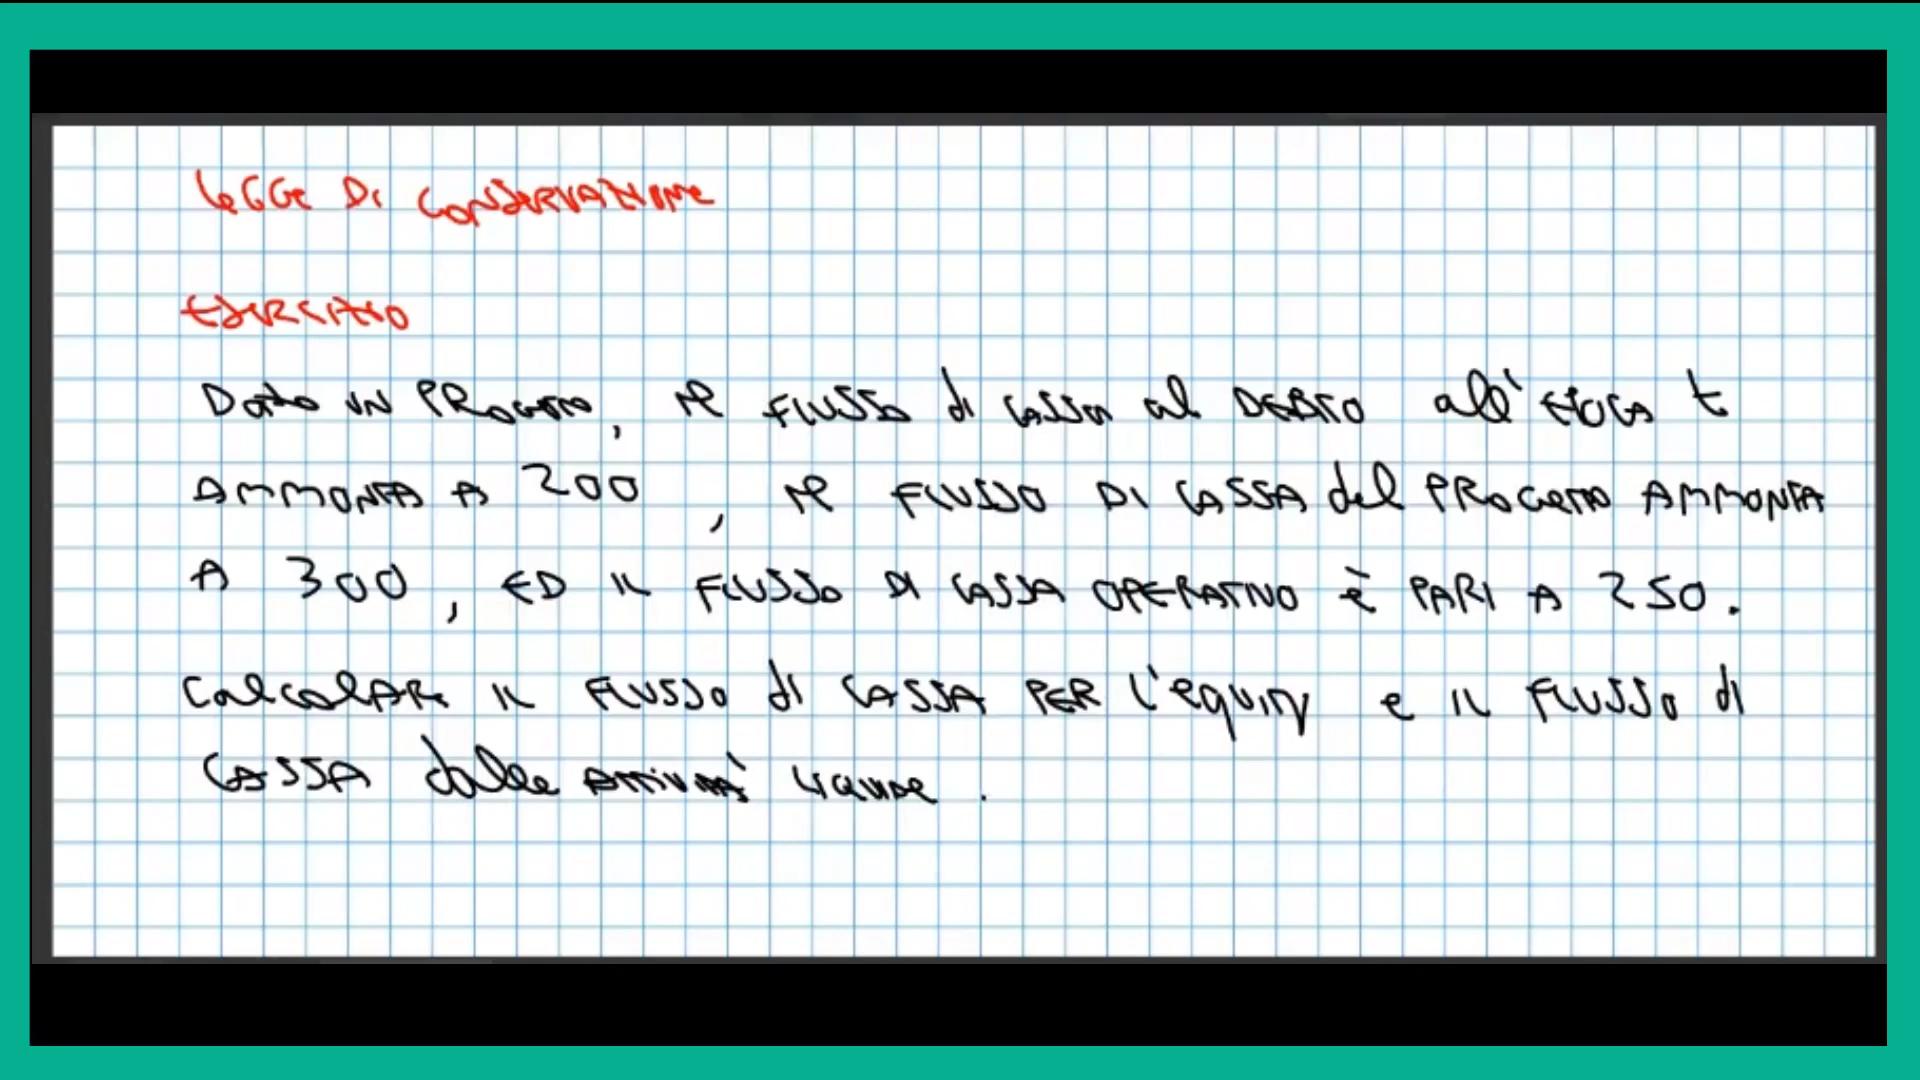 Legge di conservazione
Esercizio
Dato un progetto, il flusso di cassa al debito all'epoca t
ammonta a 200, il flusso di cassa del progetto ammonta
a 300, ed il flusso di cassa operativo è pari a 250.
Calcolare il flusso di cassa per l'equity e il flusso di
cassa dalle attività liquide.